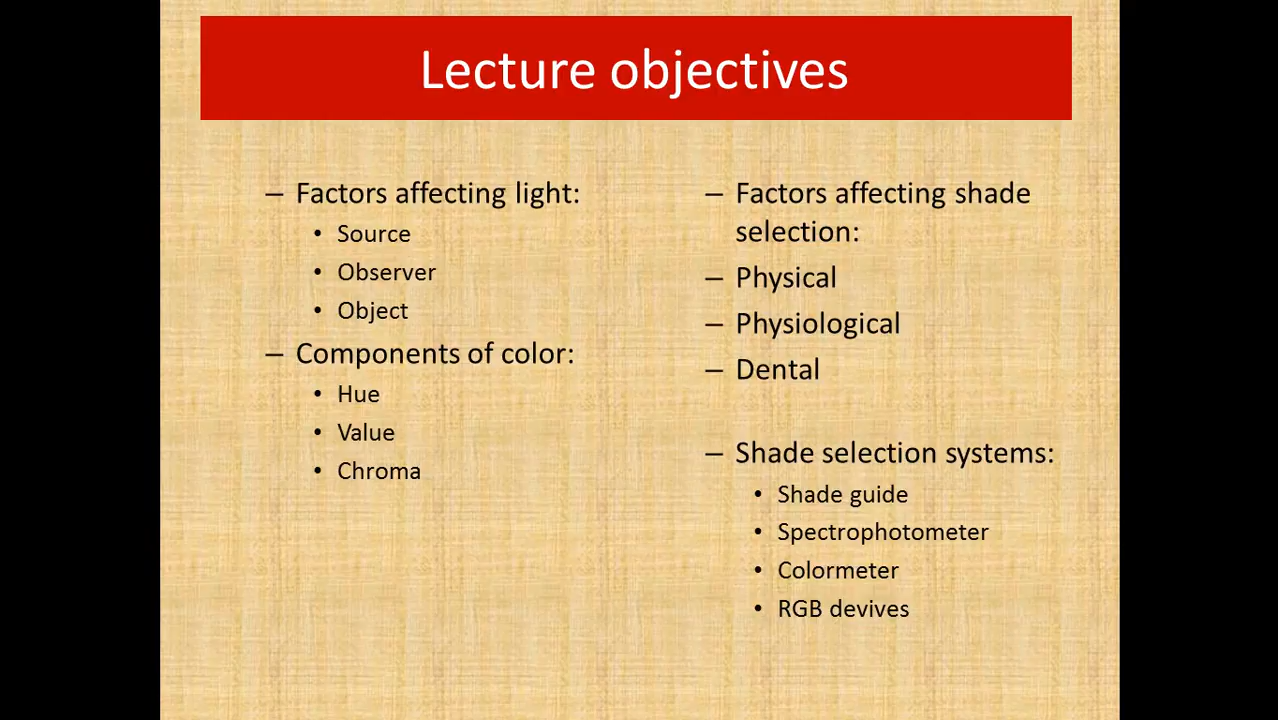 Lecture objectives
– Factors affecting light:
• Source
• Observer
• Object
– Components of color:
• Hue
• Value
• Chroma
– Factors affecting shade
selection:
– Physical
– Physiological
– Dental
– Shade selection systems:
• Shade guide
• Spectrophotometer
• Colormeter
• RGB devives